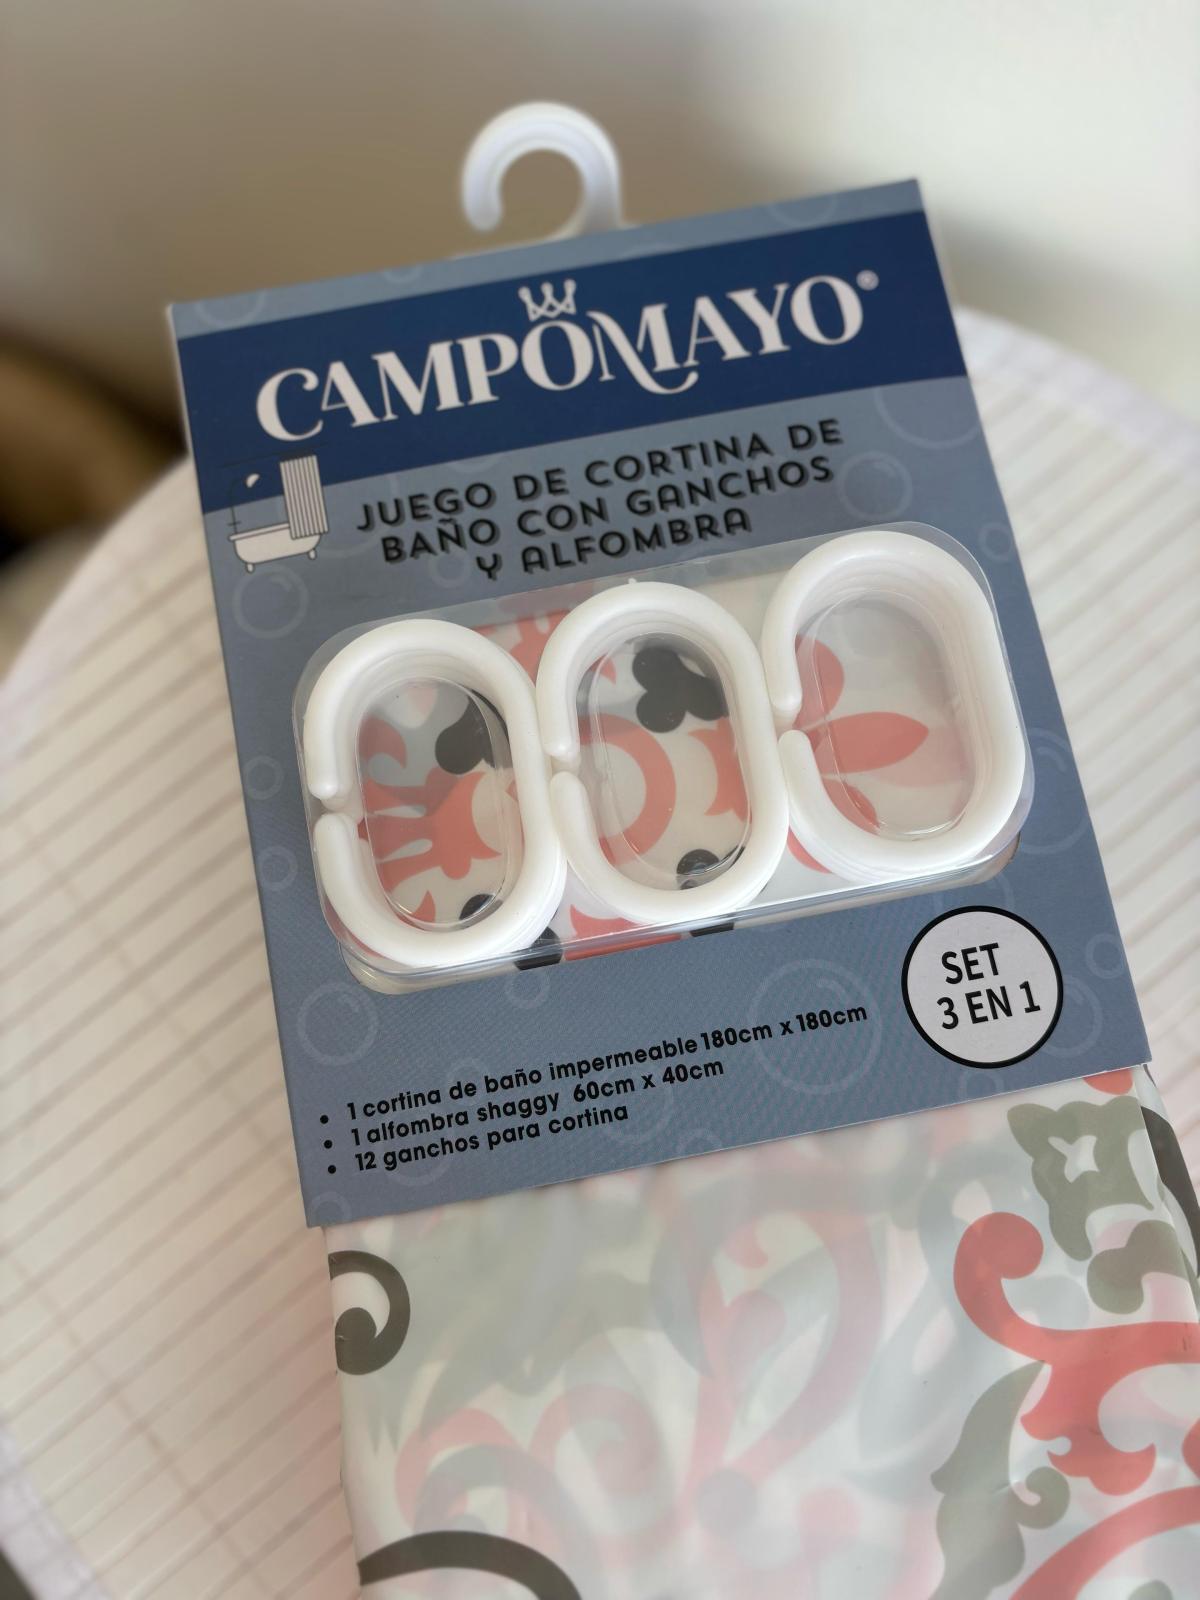 CAMPOMAYO®
JUEGO DE CORTINA DE
BAÑO CON GANCHOS
Y ALFOMBRA
SET
3 EN 1
• 1 cortina de baño impermeable 180cm x 180cm
• 1 alfombra shaggy 60cm x 40cm
• 12 ganchos para cortina